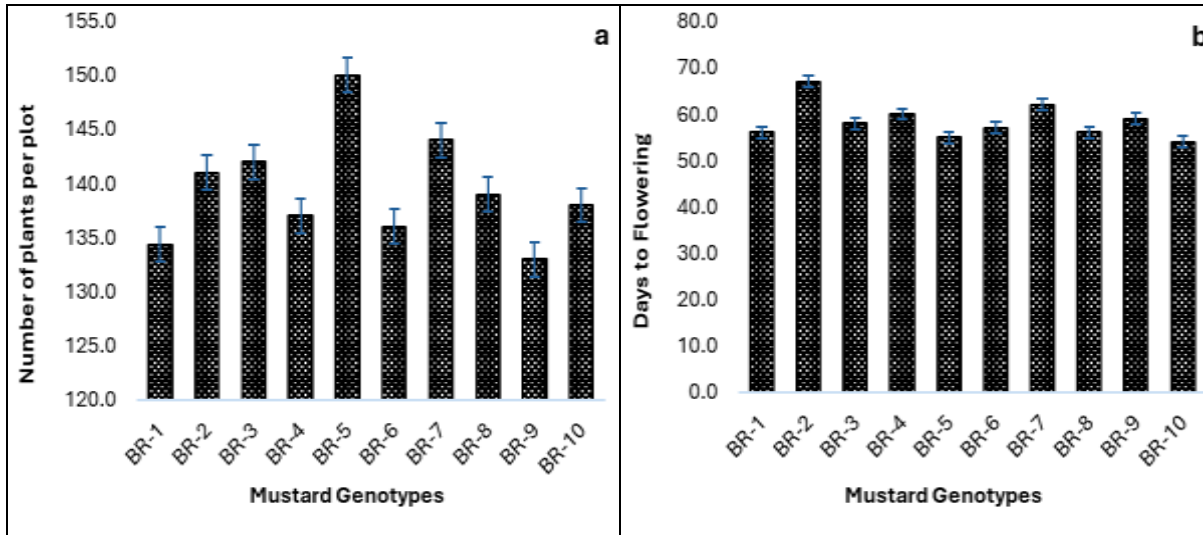 a
Number of plants per plot
155.0
150.0
145.0
140.0
135.0
130.0
125.0
120.0
BR-1
BR-2
BR-3
BR-4
BR-5
BR-6
BR-7
BR-8
BR-9
BR-10
Mustard Genotypes
b
Days to Flowering
80.0
70.0
60.0
50.0
40.0
30.0
20.0
10.0
0.0
BR-1
BR-2
BR-3
BR-4
BR-5
BR-6
BR-7
BR-8
BR-9
BR-10
Mustard Genotypes